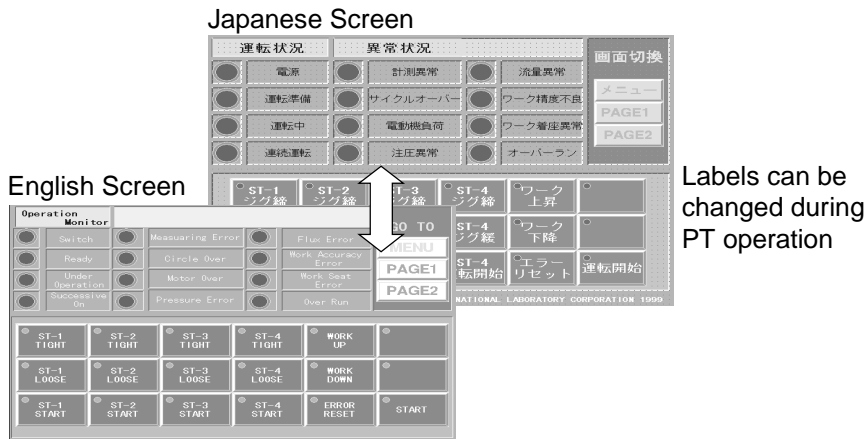 Japanese Screen
運転状況
異常状況
画面切換
電源
計測異常
流量異常
運転準備
サイクルオーバー
ワーク精度不良
メニュー
運転中
電動機負荷
ワーク着座異常
PAGE1
連続運転
注圧異常
オーバーラン
PAGE2
English Screen
Labels can be
changed during
PT operation
ST-1
ジグ締
ST-2
ジグ締
ST-3
ジグ締
ST-4
ジグ締
ワーク
上昇
ST-4
ジグ緩
ワーク
下降
ST-4
転開始
エラー
リセット
運転開始
NATIONAL LABORATORY CORPORATION 1999
Operation
Monitor
GO TO
Switch
Measuaring Error
Flux Error
MENU
Ready
Circle Over
Work Accuracy
Error
PAGE1
Under
Operation
Motor Over
Work Seat
Error
PAGE2
Successive
On
Pressure Error
Over Run
ST-1
TIGHT
ST-2
TIGHT
ST-3
TIGHT
ST-4
TIGHT
WORK
UP
ST-1
LOOSE
ST-2
LOOSE
ST-3
LOOSE
ST-4
LOOSE
WORK
DOWN
ST-1
START
ST-2
START
ST-3
START
ST-4
START
ERROR
RESET
START